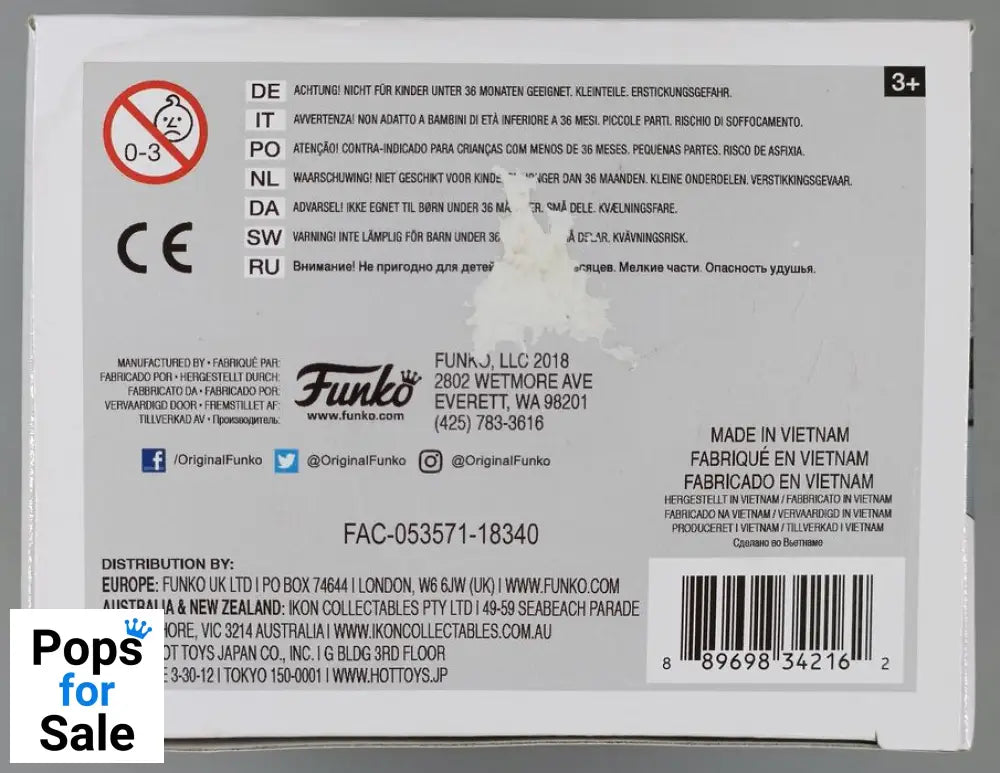 3+
0-3
CE
DE ACHTUNG! NICHT FÜR KINDER UNTER 36 MONATEN GEEIGNET. KLEINTEILE. ERSTICKUNGSGEFAHR.
IT AVVERTENZA! NON ADATTO A BAMBINI DI ETÀ INFERIORE A 36 MESI. PICCOLE PARTI. RISCHIO DI SOFFOCAMENTO.
PO ATENÇÃO! CONTRA-INDICADO PARA CRIANÇAS COM MENOS DE 36 MESES. PEQUENAS PARTES. RISCO DE ASFIXIA.
NL WAARSCHUWING! NIET GESCHIKT VOOR DAN 36 MAANDEN. KLEINE ONDERDELEN. VERSTIKKINGSGEVAAR.
DA ADVARSEL! IKKE EGNET TIL BØRN UNDER 36 SMÅ DELE. KVÆLNINGSFARE.
SW VARNING! INTE LÄMPLIG FÖR BARN UNDER 36 KVÄVNINGSRISK.
RU Внимание! Не пригодно для Мелкие части. Опасность удушья.
MANUFACTURED BY • FABRIQUÉ PAR:
FABRICADO POR • HERGESTELLT DURCH:
FABBRICATO DA • FABRICADO POR:
VERVAARDIGD DOOR • FREMSTILLET AF:
TILLVERKAD AV • Производитель:
Funko
www.funko.com
FUNKO, LLC 2018
2802 WETMORE AVE
EVERETT, WA 98201
(425) 783-3616
/OriginalFunko @OriginalFunko @OriginalFunko
MADE IN VIETNAM
FABRIQUÉ EN VIETNAM
FABRICADO EN VIETNAM
HERGESTELLT IN VIETNAM / FABBRICATO IN VIETNAM
FABRICADO NA VIETNAM / VERVAARDIGD IN VIETNAM
PRODUCERET I VIETNAM / TILLVERKAD I VIETNAM
Сделано во Вьетнаме
FAC-053571-18340
DISTRIBUTION BY:
EUROPE: FUNKO UK LTD I PO BOX 74644 I LONDON, W6 6JW (UK) I WWW.FUNKO.COM
AUSTRALIA & NEW ZEALAND: IKON COLLECTABLES PTY LTD I 49-59 SEABEACH PARADE
VIC 3214 AUSTRALIA I WWW.IKONCOLLECTABLES.COM.AU
HOT TOYS JAPAN CO., INC. I G BLDG 3RD FLOOR
3-30-12 I TOKYO 150-0001 I WWW.HOTTOYS.JP
8 89698 34216 2
Pops
for
Sale